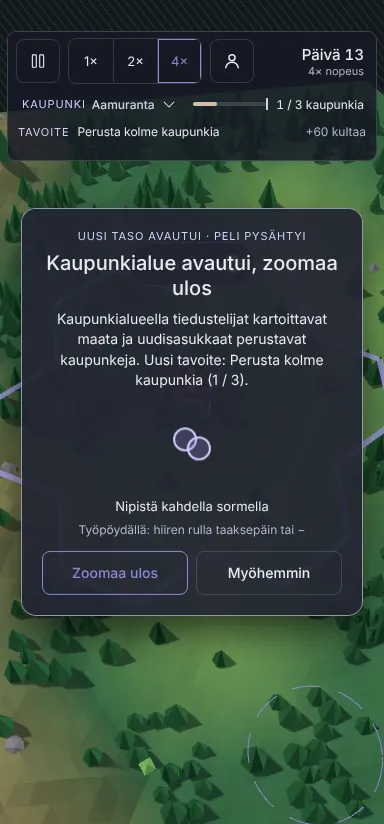 1× 2× 4× Päivä 13
4× nopeus
KAUPUNKI Aamuranta 1 / 3 kaupunkia
TAVOITE Perusta kolme kaupunkia +60 kultaa
UUSI TASO AVAUTUI · PELI PYSÄHTYI
Kaupunkialue avautui, zoomaa
ulos
Kaupunkialueella tiedustelijat kartoittavat
maata ja uudisasukkaat perustavat
kaupunkeja. Uusi tavoite: Perusta kolme
kaupunkia (1 / 3).
Nipistä kahdella sormella
Työpöydällä: hiiren rulla taaksepäin tai −
Zoomaa ulos Myöhemmin